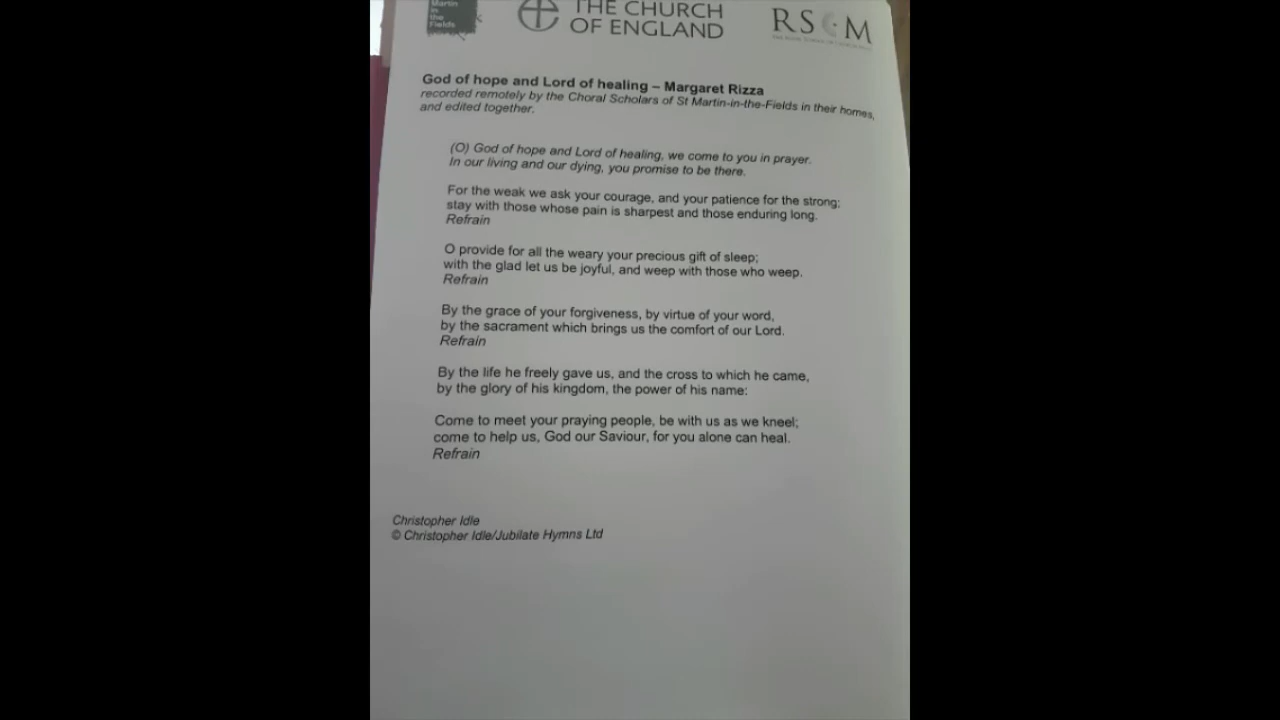 Martin
in
the
Fields
THE CHURCH
OF ENGLAND
RSCM
God of hope and Lord of healing – Margaret Rizza
recorded remotely by the Choral Scholars of St Martin-in-the-Fields in their homes,
and edited together.
(O) God of hope and Lord of healing, we come to you in prayer.
In our living and our dying, you promise to be there.
For the weak we ask your courage, and your patience for the strong;
stay with those whose pain is sharpest and those enduring long.
Refrain
O provide for all the weary your precious gift of sleep;
with the glad let us be joyful, and weep with those who weep.
Refrain
By the grace of your forgiveness, by virtue of your word,
by the sacrament which brings us the comfort of our Lord.
Refrain
By the life he freely gave us, and the cross to which he came,
by the glory of his kingdom, the power of his name:
Come to meet your praying people, be with us as we kneel;
come to help us, God our Saviour, for you alone can heal.
Refrain
Christopher Idle
© Christopher Idle/Jubilate Hymns Ltd